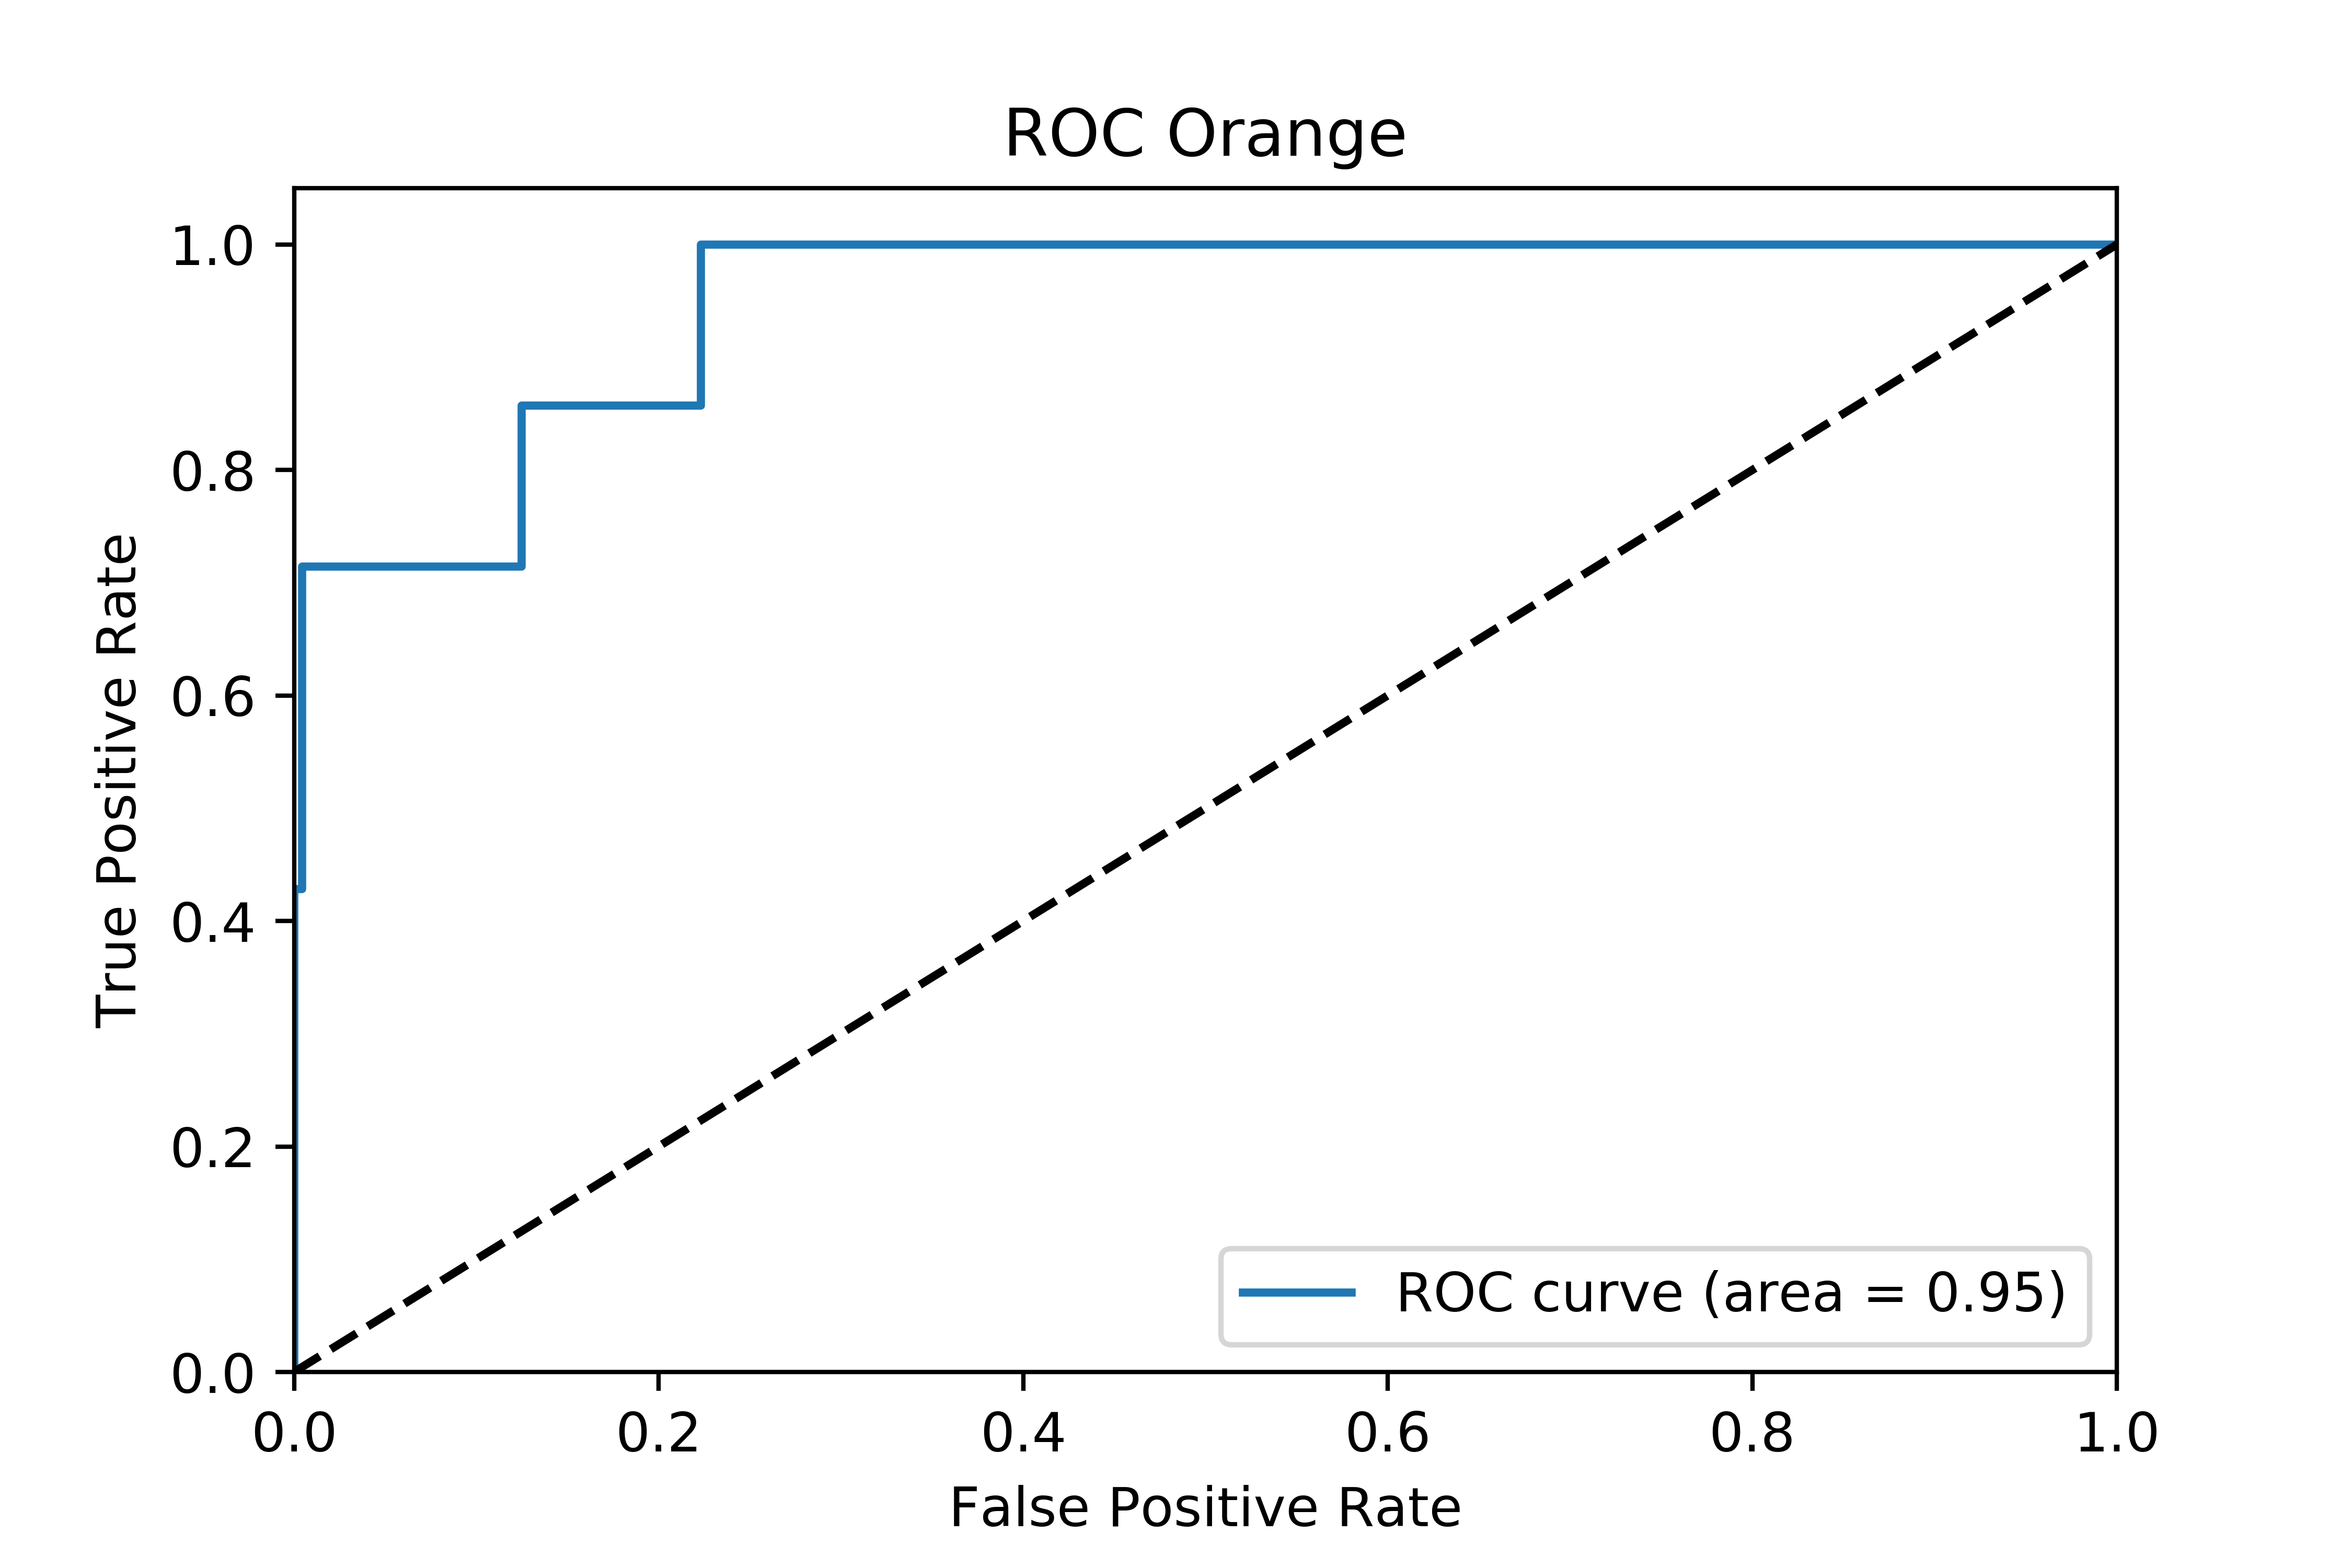 ROC Orange
1.0
0.8
0.6
0.4
0.2
0.0
True Positive Rate
ROC curve (area = 0.95)
0.0 0.2 0.4 0.6 0.8 1.0
False Positive Rate